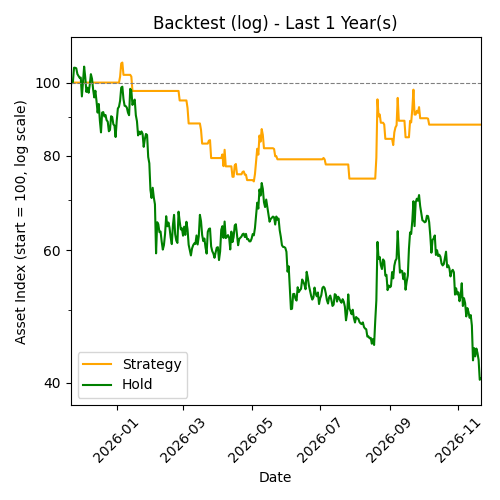 Backtest (log) - Last 1 Year(s)
Asset Index (start = 100, log scale)
100
80
60
40
Strategy
Hold
2026-01
2026-03
2026-05
2026-07
2026-09
2026-11
Date